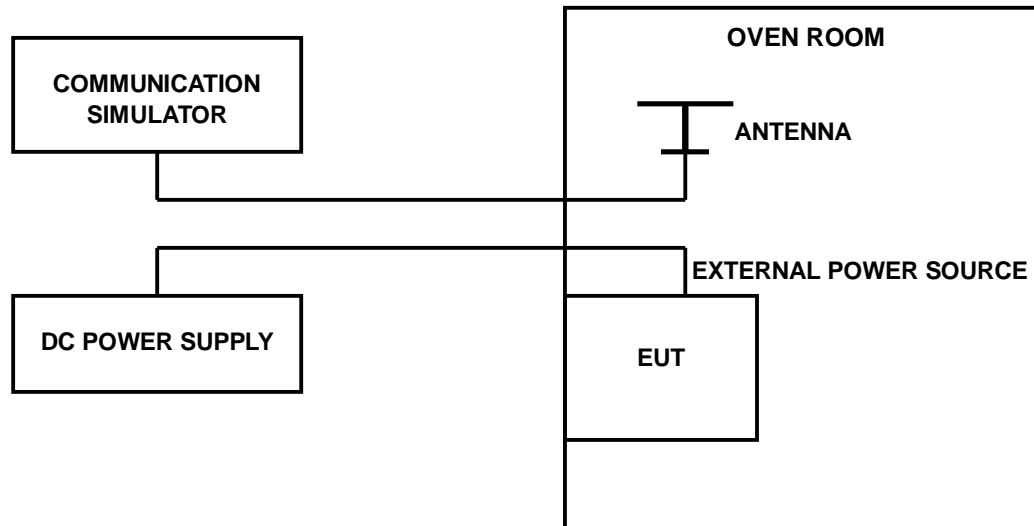 OVEN ROOM
COMMUNICATION
SIMULATOR
ANTENNA
EXTERNAL POWER SOURCE
DC POWER SUPPLY
EUT